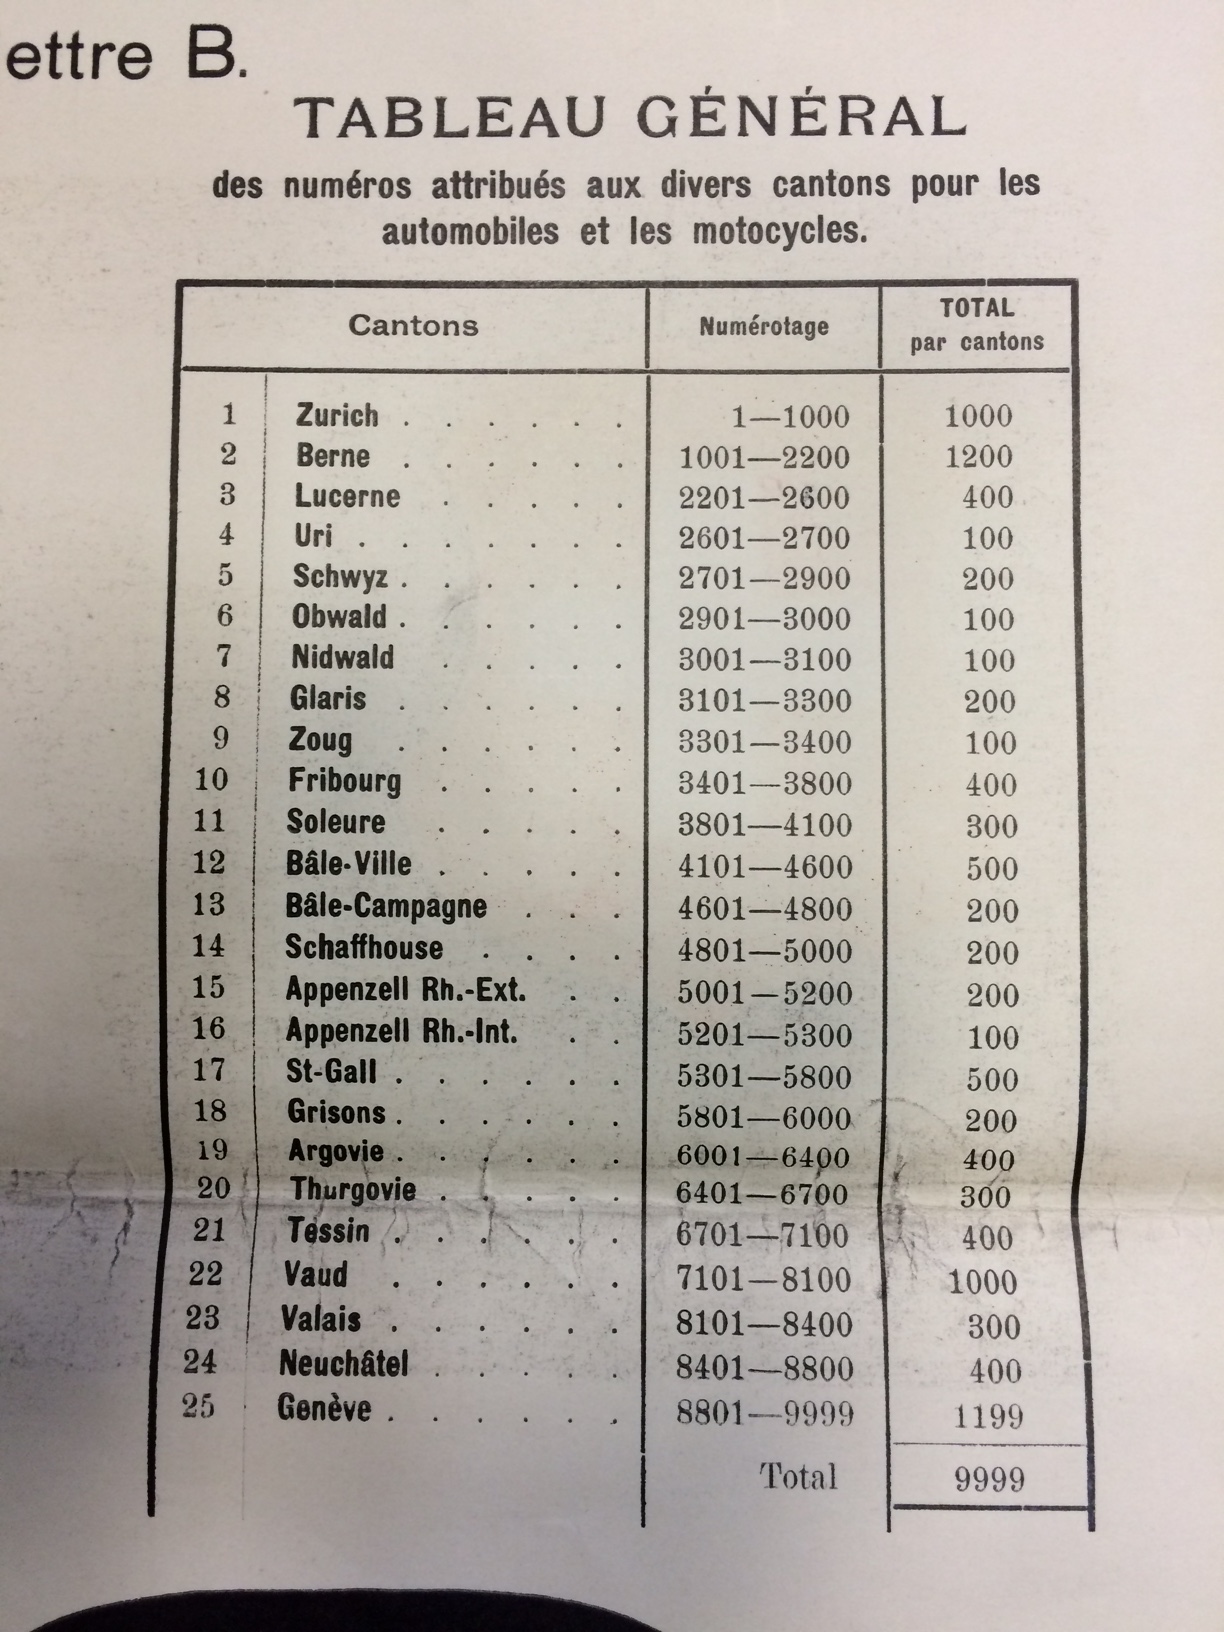 ettre B.
TABLEAU GÉNÉRAL
des numéros attribués aux divers cantons pour les
automobiles et les motocycles.
Cantons Numérotage TOTAL par cantons
1 Zurich . . . . . . 1—1000 1000
2 Berne . . . . . . 1001—2200 1200
3 Lucerne . . . . . 2201—2600 400
4 Uri . . . . . . . 2601—2700 100
5 Schwyz . . . . . . 2701—2900 200
6 Obwald . . . . . . 2901—3000 100
7 Nidwald . . . . . 3001—3100 100
8 Glaris . . . . . . 3101—3300 200
9 Zoug . . . . . . 3301—3400 100
10 Fribourg . . . . . 3401—3800 400
11 Soleure . . . . . 3801—4100 300
12 Bâle-Ville . . . . . 4101—4600 500
13 Bâle-Campagne . . . 4601—4800 200
14 Schaffhouse . . . . 4801—5000 200
15 Appenzell Rh.-Ext. . . 5001—5200 200
16 Appenzell Rh.-Int. . . 5201—5300 100
17 St-Gall . . . . . . 5301—5800 500
18 Grisons . . . . . . 5801—6000 200
19 Argovie . . . . . . 6001—6400 400
20 Thurgovie . . . . . 6401—6700 300
21 Tessin . . . . . . 6701—7100 400
22 Vaud . . . . . . 7101—8100 1000
23 Valais . . . . . . 8101—8400 300
24 Neuchâtel . . . . . 8401—8800 400
25 Genève . . . . . . 8801—9999 1199
Total 9999